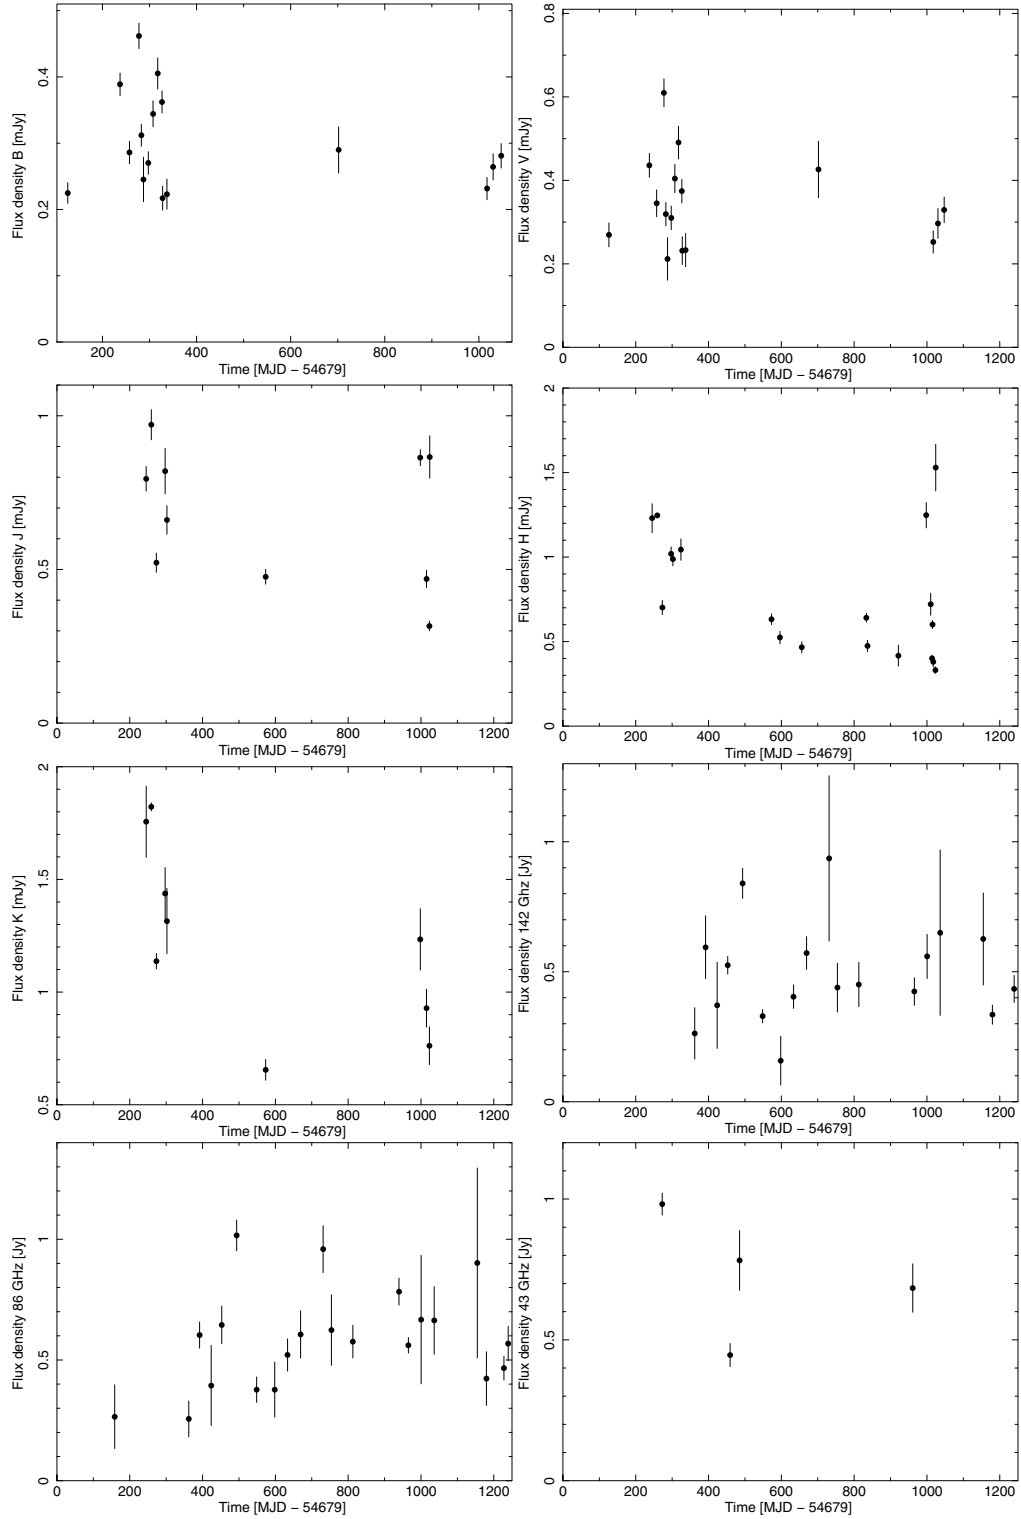 Flux density B [mJy]
0 0.2 0.4
200 400 600 800 1000
Time [MJD − 54679]
Flux density V [mJy]
0 0.2 0.4 0.6 0.8
0 200 400 600 800 1000 1200
Time [MJD − 54679]
Flux density J [mJy]
0 0.5 1
0 200 400 600 800 1000 1200
Time [MJD − 54679]
Flux density H [mJy]
0 0.5 1 1.5 2
0 200 400 600 800 1000 1200
Time [MJD − 54679]
Flux density K [mJy]
0.5 1 1.5 2
0 200 400 600 800 1000 1200
Time [MJD − 54679]
Flux density 142 Ghz [Jy]
0 0.5 1
0 200 400 600 800 1000 1200
Time [MJD − 54679]
Flux density 86 GHz [Jy]
0 0.5 1
0 200 400 600 800 1000 1200
Time [MJD − 54679]
Flux density 43 GHz [Jy]
0 0.5 1
0 200 400 600 800 1000 1200
Time [MJD − 54679]